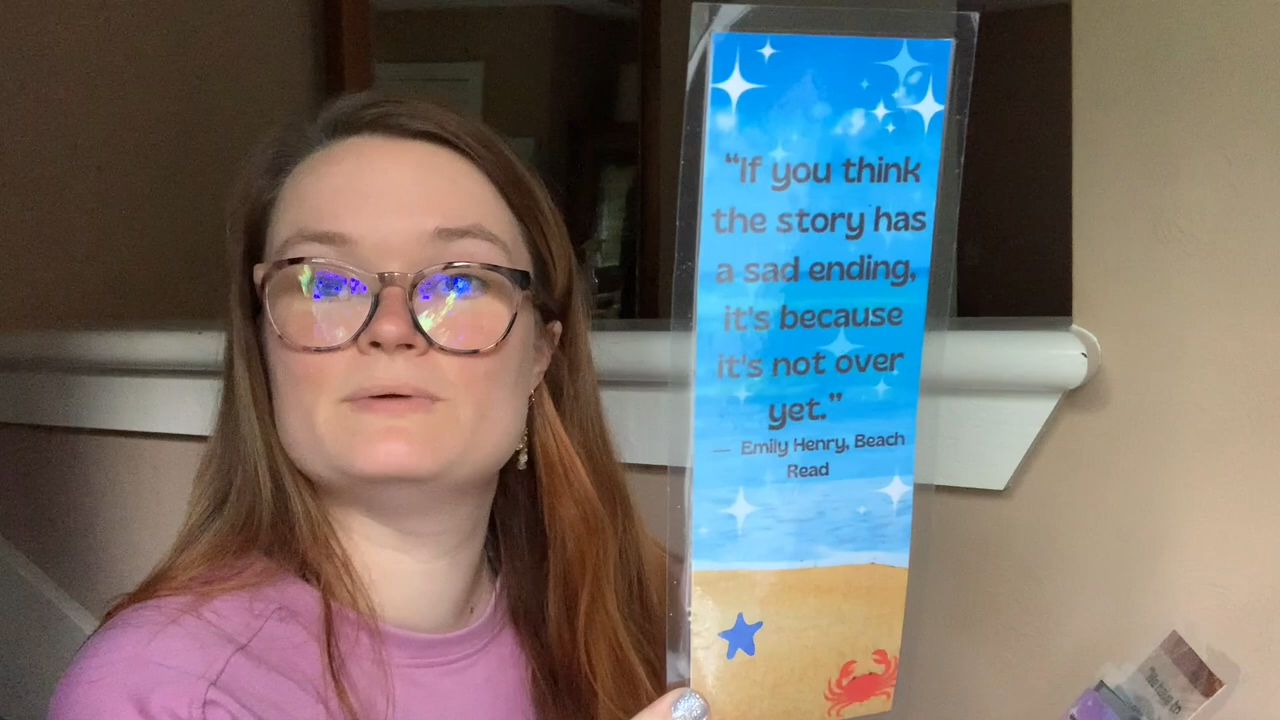 “If you think
the story has
a sad ending,
it's because
it's not over
yet.”
— Emily Henry, Beach
Read